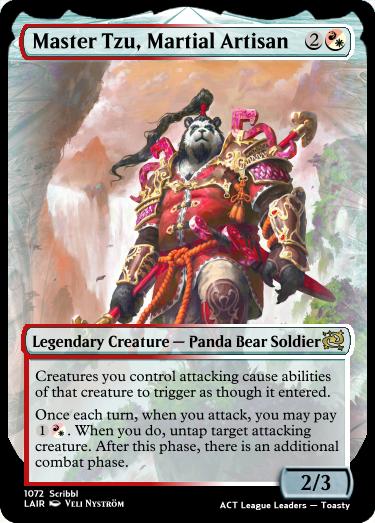 Master Tzu, Martial Artisan 2
Legendary Creature — Panda Bear Soldier
Creatures you control attacking cause abilities
of that creature to trigger as though it entered.
Once each turn, when you attack, you may pay
1 . When you do, untap target attacking
creature. After this phase, there is an additional
combat phase.
2/3
1072 Scribbl
LAIR Veli Nyström
ACT League Leaders — Toasty